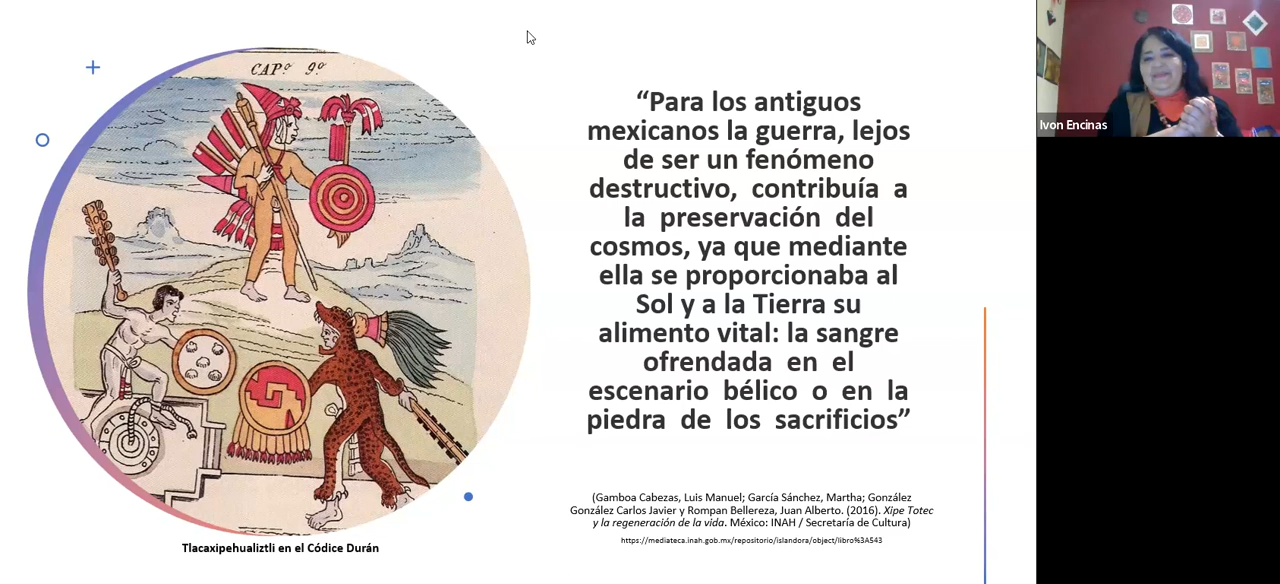 CAPº 9º
“Para los antiguos
mexicanos la guerra, lejos
de ser un fenómeno
destructivo, contribuía a
la preservación del
cosmos, ya que mediante
ella se proporcionaba al
Sol y a la Tierra su
alimento vital: la sangre
ofrendada en el
escenario bélico o en la
piedra de los sacrificios”
(Gamboa Cabezas, Luis Manuel; García Sánchez, Martha; González
González Carlos Javier y Rompan Bellereza, Juan Alberto. (2016). Xipe Totec
y la regeneración de la vida. México: INAH / Secretaría de Cultura)
https://mediateca.inah.gob.mx/repositorio/islandora/object/libro%3A543
Tlacaxipehualiztli en el Códice Durán
Ivon Encinas